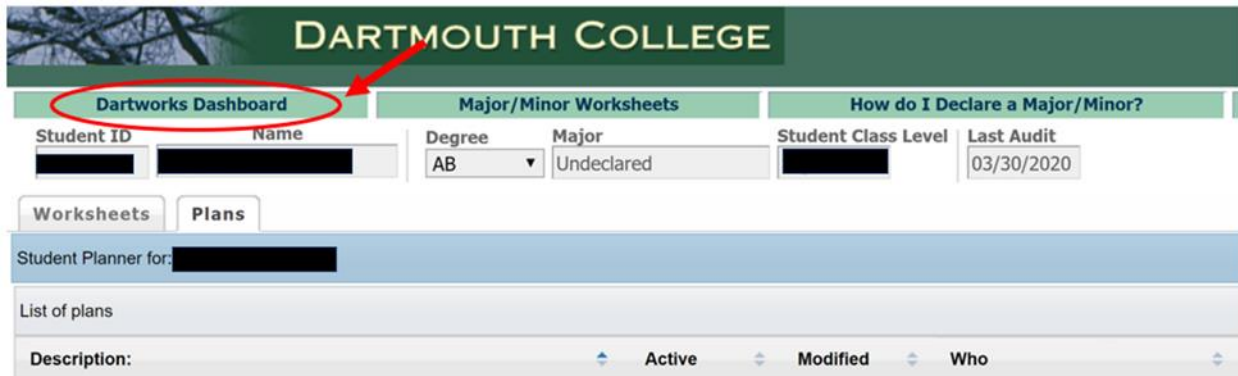 DARTMOUTH COLLEGE
Dartworks Dashboard Major/Minor Worksheets How do I Declare a Major/Minor?
Student ID Name Degree Major Student Class Level Last Audit
AB Undeclared 03/30/2020
Worksheets Plans
Student Planner for:
List of plans
Description: Active Modified Who